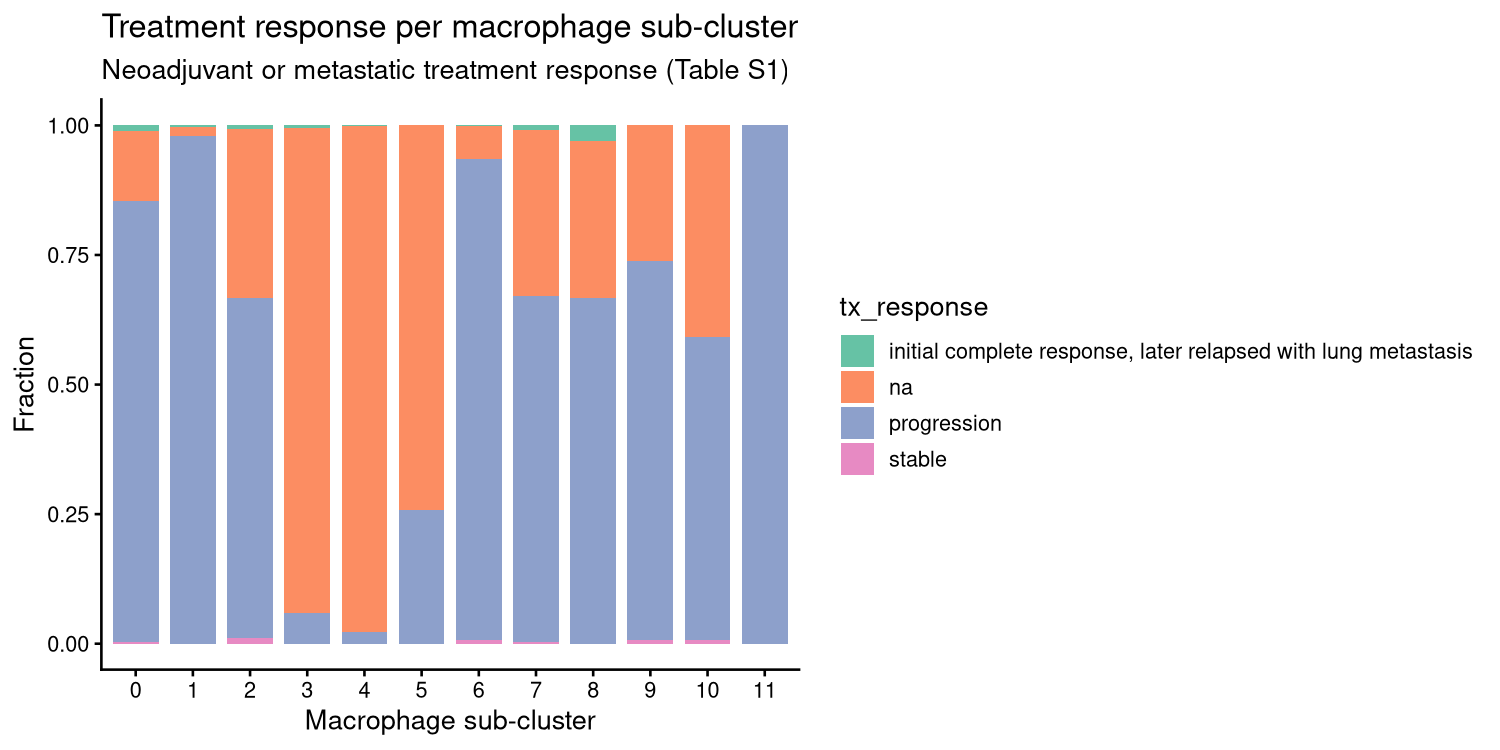 Treatment response per macrophage sub-cluster
Neoadjuvant or metastatic treatment response (Table S1)
Fraction
1.00
0.75
0.50
0.25
0.00
0 1 2 3 4 5 6 7 8 9 10 11
Macrophage sub-cluster
tx_response
initial complete response, later relapsed with lung metastasis
na
progression
stable